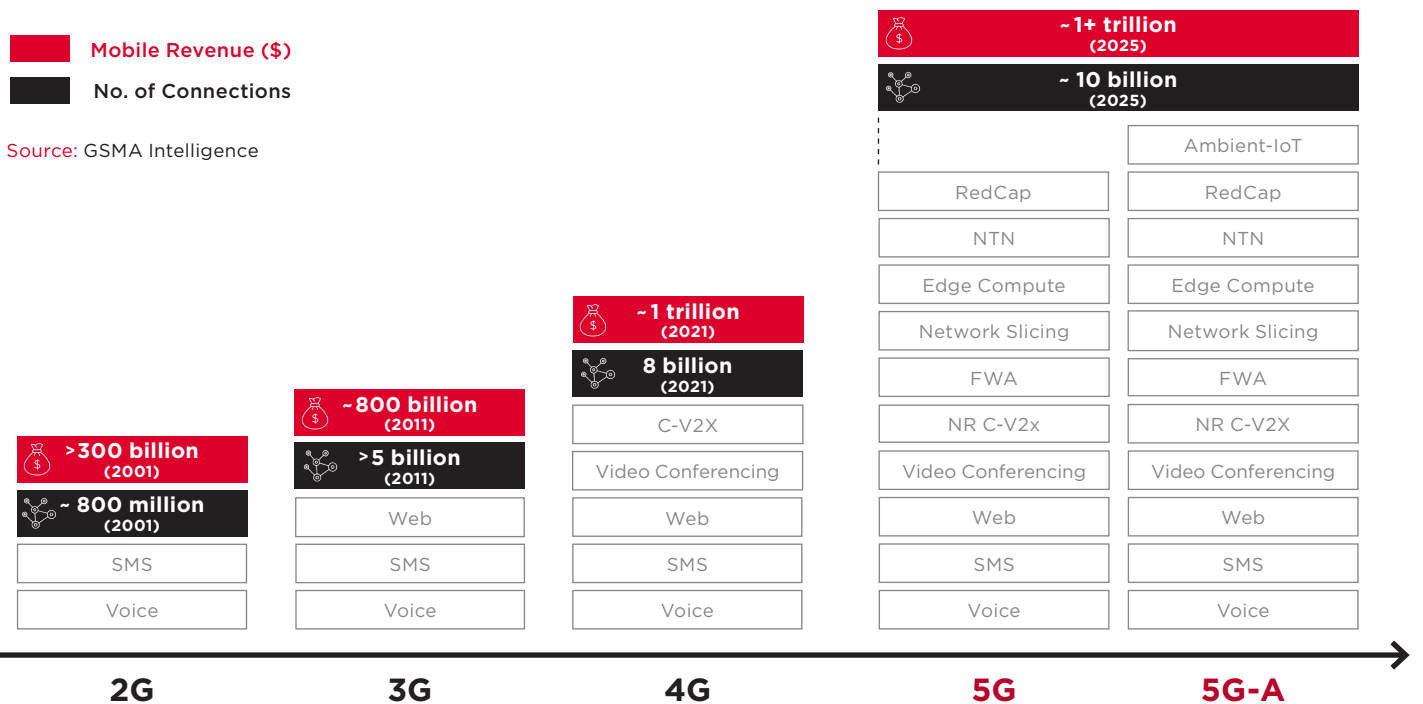 Mobile Revenue ($)
No. of Connections
Source: GSMA Intelligence
>300 billion
(2001)
~ 800 million
(2001)
SMS
Voice
2G
~800 billion
(2011)
>5 billion
(2011)
Web
SMS
Voice
3G
~1 trillion
(2021)
8 billion
(2021)
C-V2X
Video Conferencing
Web
SMS
Voice
4G
~1+ trillion
(2025)
~ 10 billion
(2025)
RedCap
NTN
Edge Compute
Network Slicing
FWA
NR C-V2x
Video Conferencing
Web
SMS
Voice
5G
Ambient-IoT
RedCap
NTN
Edge Compute
Network Slicing
FWA
NR C-V2X
Video Conferencing
Web
SMS
Voice
5G-A